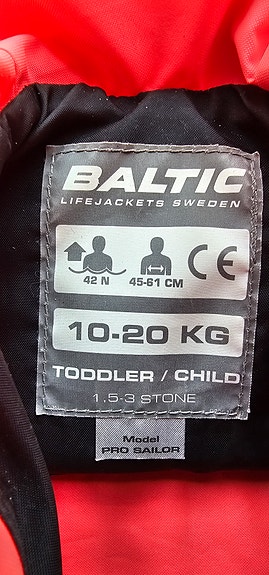 BALTIC
LIFEJACKETS SWEDEN
42 N 45-61 CM
CE
10-20 KG
TODDLER / CHILD
1.5-3 STONE
Model
PRO SAILOR